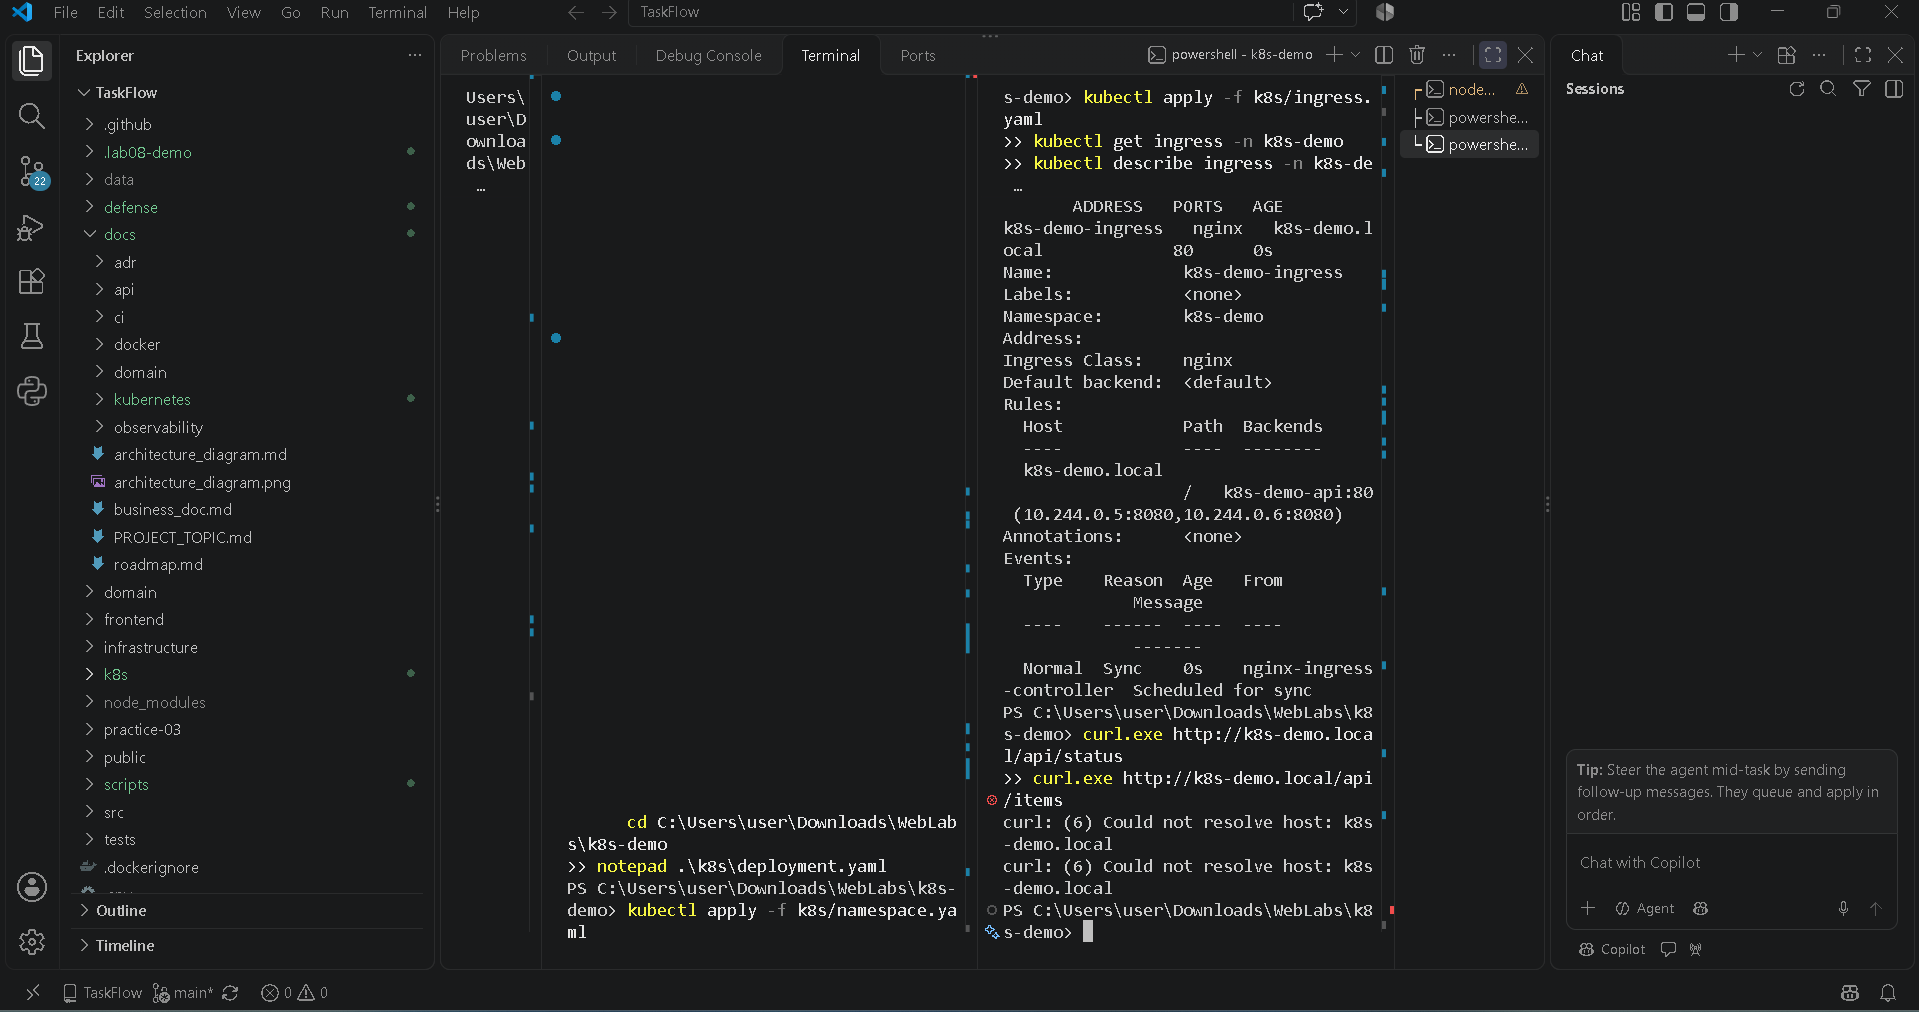 File Edit Selection View Go Run Terminal Help
TaskFlow
Explorer
TaskFlow
.github
.lab08-demo
data
defense
docs
adr
api
ci
docker
domain
kubernetes
observability
architecture_diagram.md
architecture_diagram.png
business_doc.md
PROJECT_TOPIC.md
roadmap.md
domain
frontend
infrastructure
k8s
node_modules
practice-03
public
scripts
src
tests
.dockerignore
Outline
Timeline
22
Problems Output Debug Console Terminal Ports
powershell - k8s-demo
Users\
user\D
ownloa
ds\Web
…
cd C:\Users\user\Downloads\WebLab
s\k8s-demo
>> notepad .\k8s\deployment.yaml
PS C:\Users\user\Downloads\WebLabs\k8s-
demo> kubectl apply -f k8s/namespace.ya
ml
s-demo> kubectl apply -f k8s/ingress.
yaml
>> kubectl get ingress -n k8s-demo
>> kubectl describe ingress -n k8s-de
…
ADDRESS PORTS AGE
k8s-demo-ingress nginx k8s-demo.l
ocal 80 0s
Name: k8s-demo-ingress
Labels: <none>
Namespace: k8s-demo
Address:
Ingress Class: nginx
Default backend: <default>
Rules:
Host Path Backends
---- ---- --------
k8s-demo.local
/ k8s-demo-api:80
(10.244.0.5:8080,10.244.0.6:8080)
Annotations: <none>
Events:
Type Reason Age From
Message
---- ------ ---- ----
-------
Normal Sync 0s nginx-ingress
-controller Scheduled for sync
PS C:\Users\user\Downloads\WebLabs\k8
s-demo> curl.exe http://k8s-demo.loca
l/api/status
>> curl.exe http://k8s-demo.local/api
/items
curl: (6) Could not resolve host: k8s
-demo.local
curl: (6) Could not resolve host: k8s
-demo.local
PS C:\Users\user\Downloads\WebLabs\k8
s-demo>
node...
powershe...
powershe...
Chat
Sessions
Tip: Steer the agent mid-task by sending
follow-up messages. They queue and apply in
order.
Chat with Copilot
Agent
Copilot
TaskFlow main* 0 0